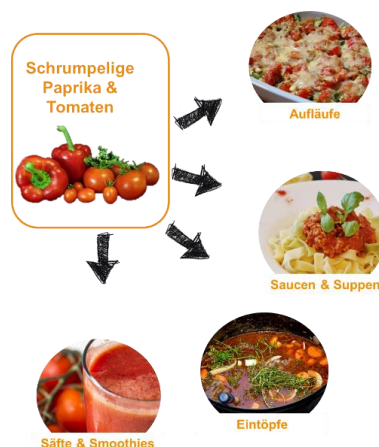 Schrumpelige
Paprika &
Tomaten
Aufläufe
Saucen & Suppen
Eintöpfe
Säfte & Smoothies